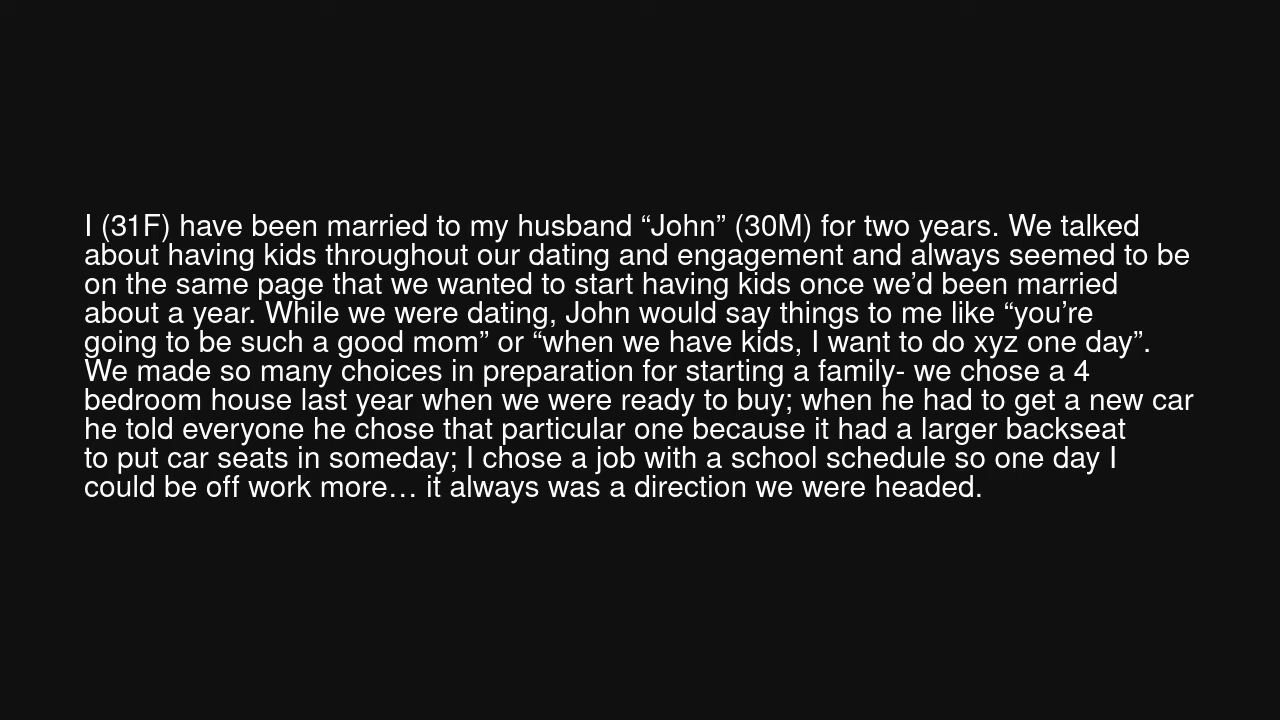 I (31F) have been married to my husband “John” (30M) for two years. We talked
about having kids throughout our dating and engagement and always seemed to be
on the same page that we wanted to start having kids once we’d been married
about a year. While we were dating, John would say things to me like “you’re
going to be such a good mom” or “when we have kids, I want to do xyz one day”.
We made so many choices in preparation for starting a family- we chose a 4
bedroom house last year when we were ready to buy; when he had to get a new car
he told everyone he chose that particular one because it had a larger backseat
to put car seats in someday; I chose a job with a school schedule so one day I
could be off work more… it always was a direction we were headed.